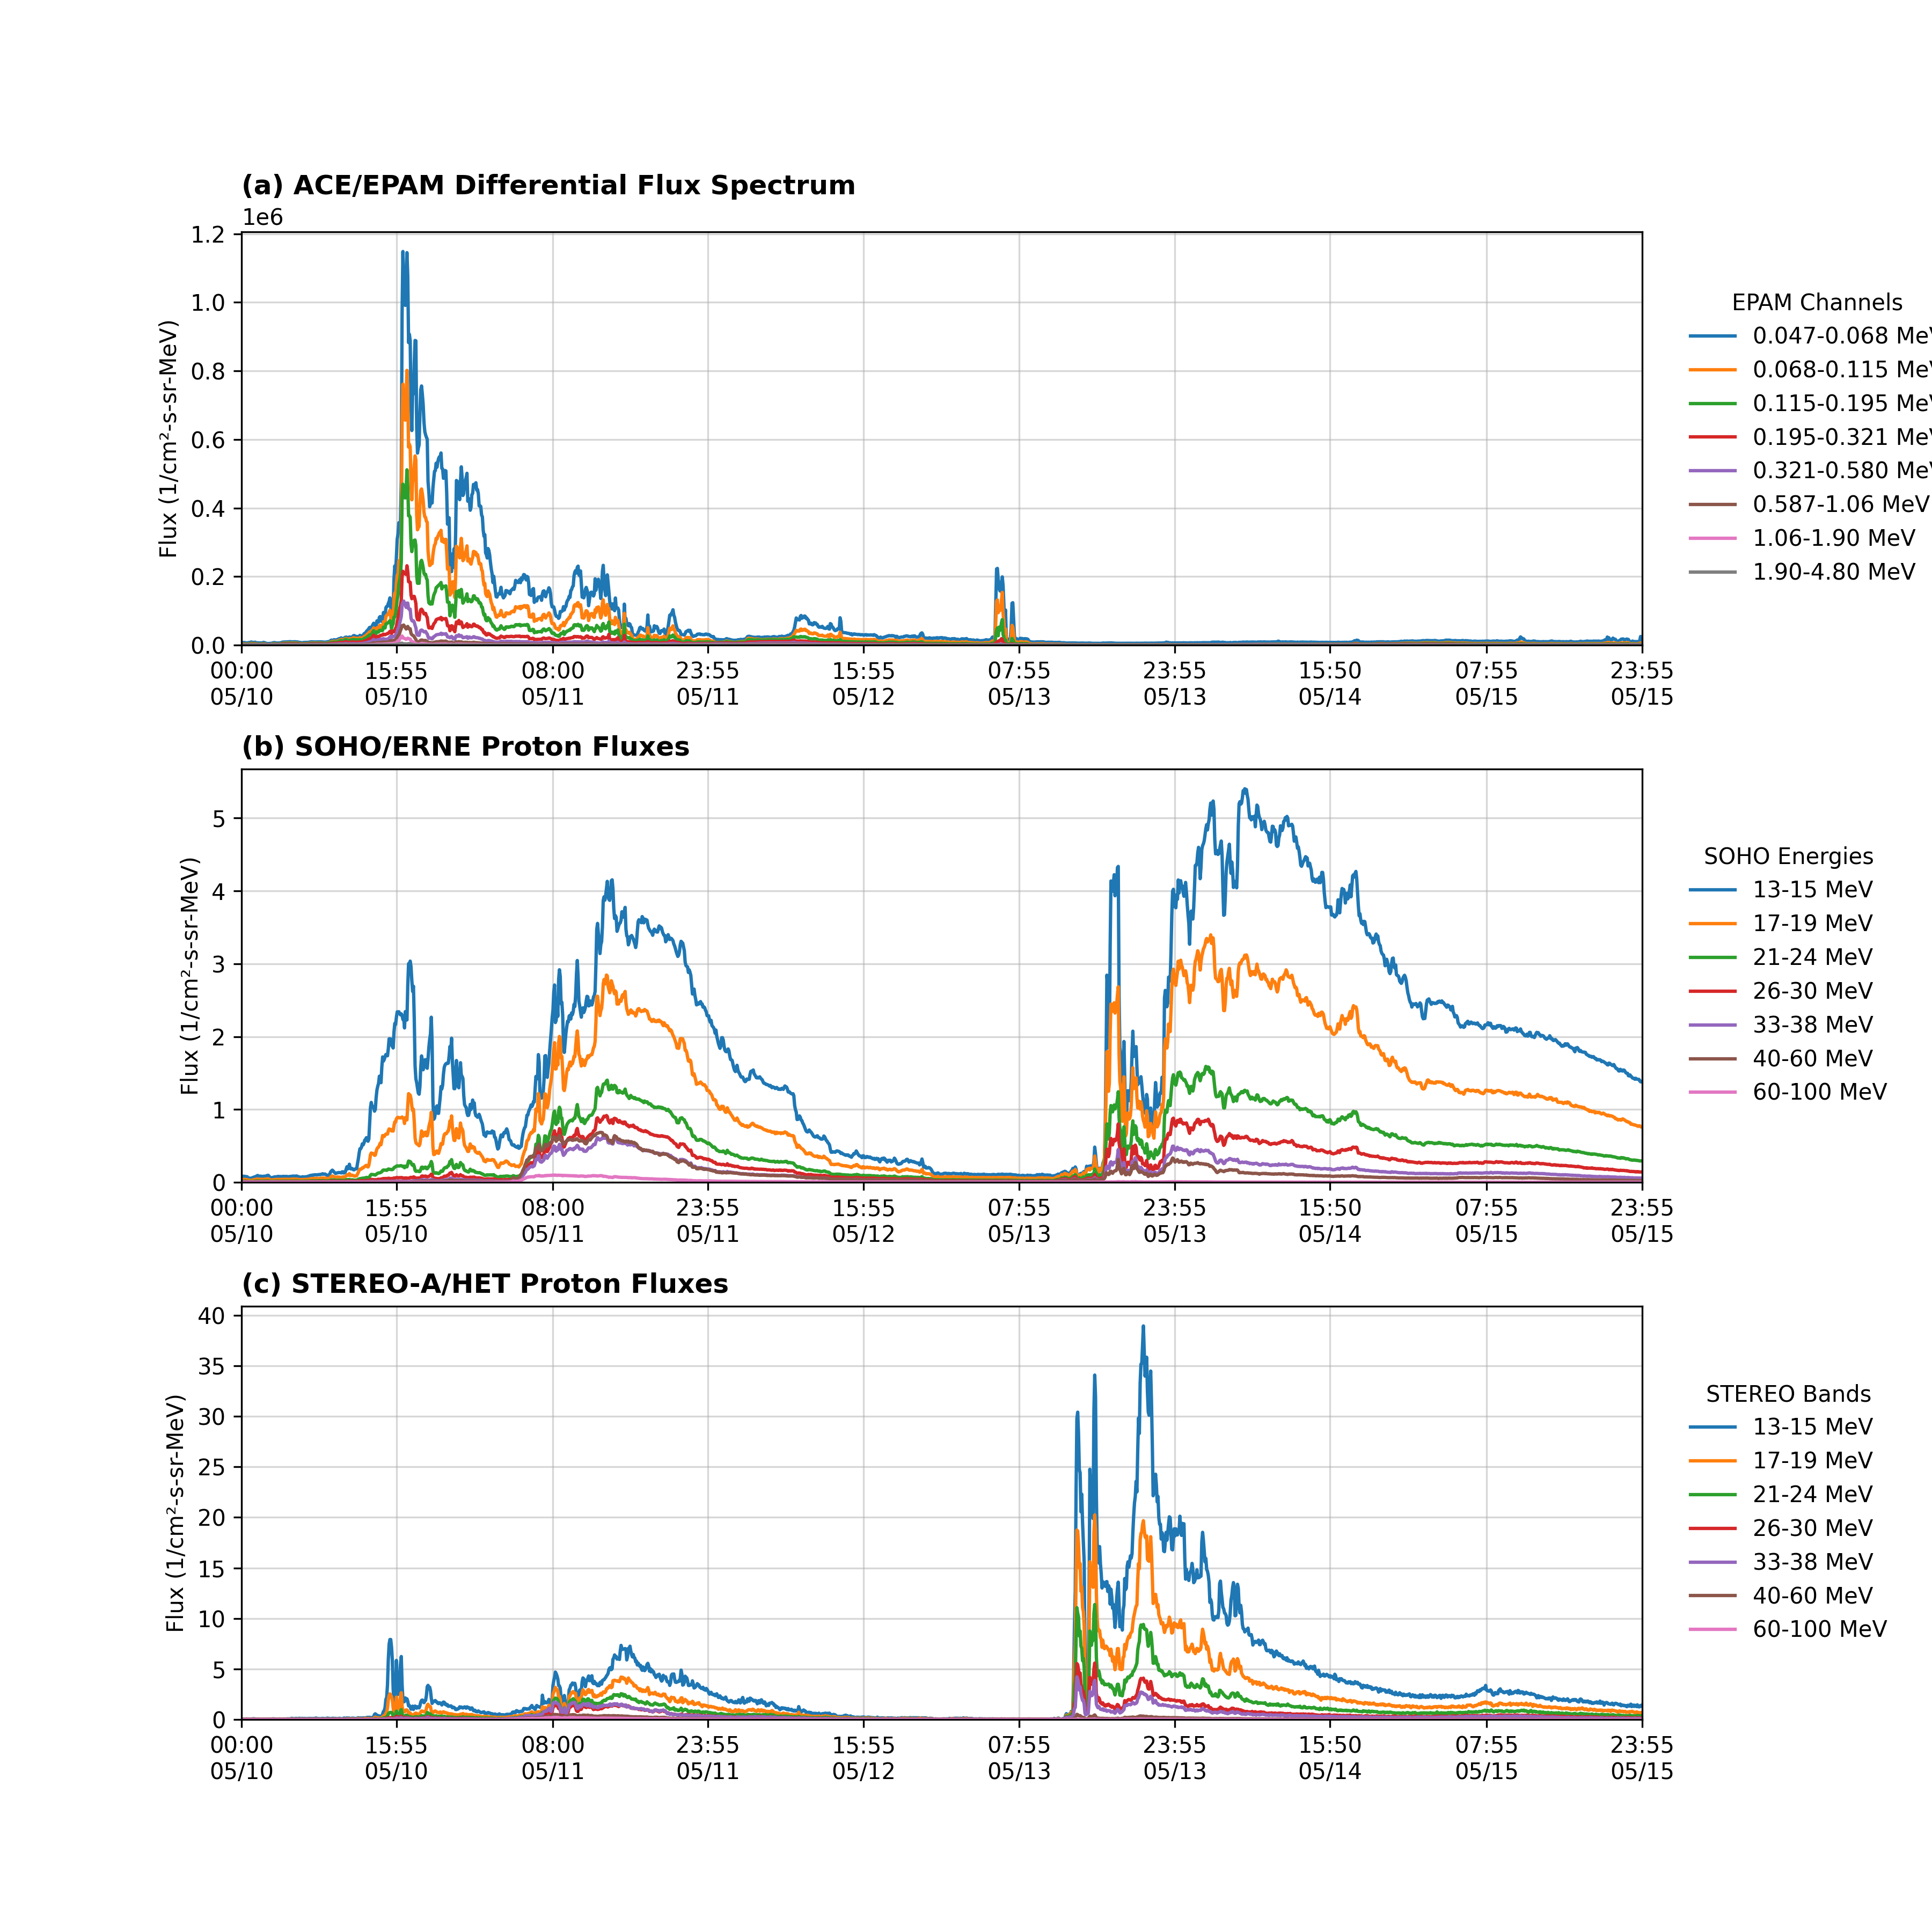 (a) ACE/EPAM Differential Flux Spectrum
1e6
1.2
1.0
0.8
0.6
0.4
0.2
0.0
Flux (1/cm²-s-sr-MeV)
00:00 15:55 08:00 23:55 15:55 07:55 23:55 15:50 07:55 23:55
05/10 05/10 05/11 05/11 05/12 05/13 05/13 05/14 05/15 05/15
EPAM Channels
0.047-0.068 MeV
0.068-0.115 MeV
0.115-0.195 MeV
0.195-0.321 MeV
0.321-0.580 MeV
0.587-1.06 MeV
1.06-1.90 MeV
1.90-4.80 MeV
(b) SOHO/ERNE Proton Fluxes
5
4
3
2
1
0
Flux (1/cm²-s-sr-MeV)
00:00 15:55 08:00 23:55 15:55 07:55 23:55 15:50 07:55 23:55
05/10 05/10 05/11 05/11 05/12 05/13 05/13 05/14 05/15 05/15
SOHO Energies
13-15 MeV
17-19 MeV
21-24 MeV
26-30 MeV
33-38 MeV
40-60 MeV
60-100 MeV
(c) STEREO-A/HET Proton Fluxes
40
35
30
25
20
15
10
5
0
Flux (1/cm²-s-sr-MeV)
00:00 15:55 08:00 23:55 15:55 07:55 23:55 15:50 07:55 23:55
05/10 05/10 05/11 05/11 05/12 05/13 05/13 05/14 05/15 05/15
STEREO Bands
13-15 MeV
17-19 MeV
21-24 MeV
26-30 MeV
33-38 MeV
40-60 MeV
60-100 MeV